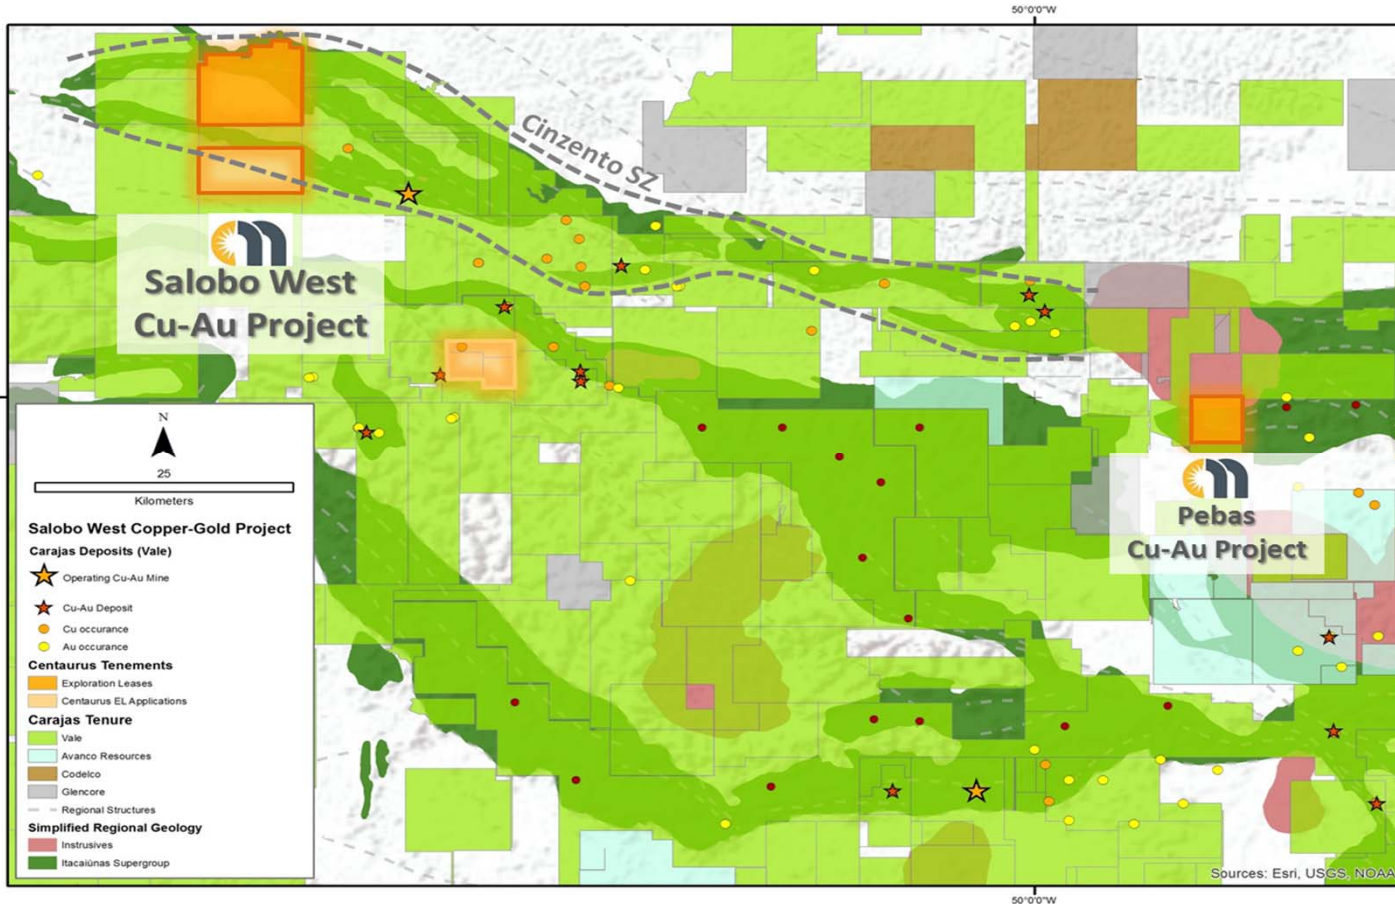 50°0'0"W
Cinzento SZ
Salobo West
Cu-Au Project
Pebas
Cu-Au Project
N
25
Kilometers
Salobo West Copper-Gold Project
Carajas Deposits (Vale)
Operating Cu-Au Mine
Cu-Au Deposit
Cu occurance
Au occurance
Centaurus Tenements
Exploration Leases
Centaurus EL Applications
Carajas Tenure
Vale
Avanco Resources
Codelco
Glencore
Regional Structures
Simplified Regional Geology
Instrusives
Itacaiúnas Supergroup
Sources: Esri, USGS, NOAA
50°0'0"W